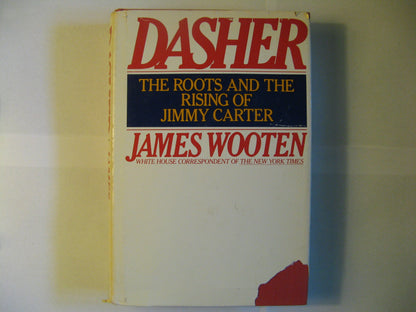 DASHER
THE ROOTS AND THE
RISING OF
JIMMY CARTER
JAMES WOOTEN
WHITE HOUSE CORRESPONDENT OF THE NEW YORK TIMES